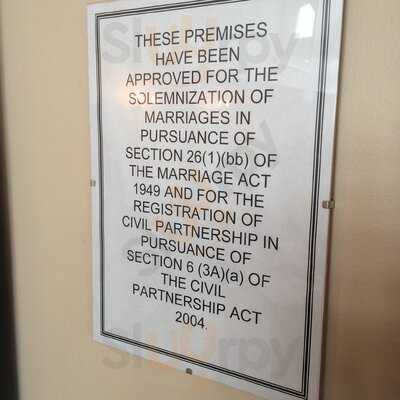 THESE PREMISES
HAVE BEEN
APPROVED FOR THE
SOLEMNIZATION OF
MARRIAGES IN
PURSUANCE OF
SECTION 26(1)(bb) OF
THE MARRIAGE ACT
1949 AND FOR THE
REGISTRATION OF
CIVIL PARTNERSHIP IN
PURSUANCE OF
SECTION 6 (3A)(a) OF
THE CIVIL
PARTNERSHIP ACT
2004.
Sluurpy
Sluurpy